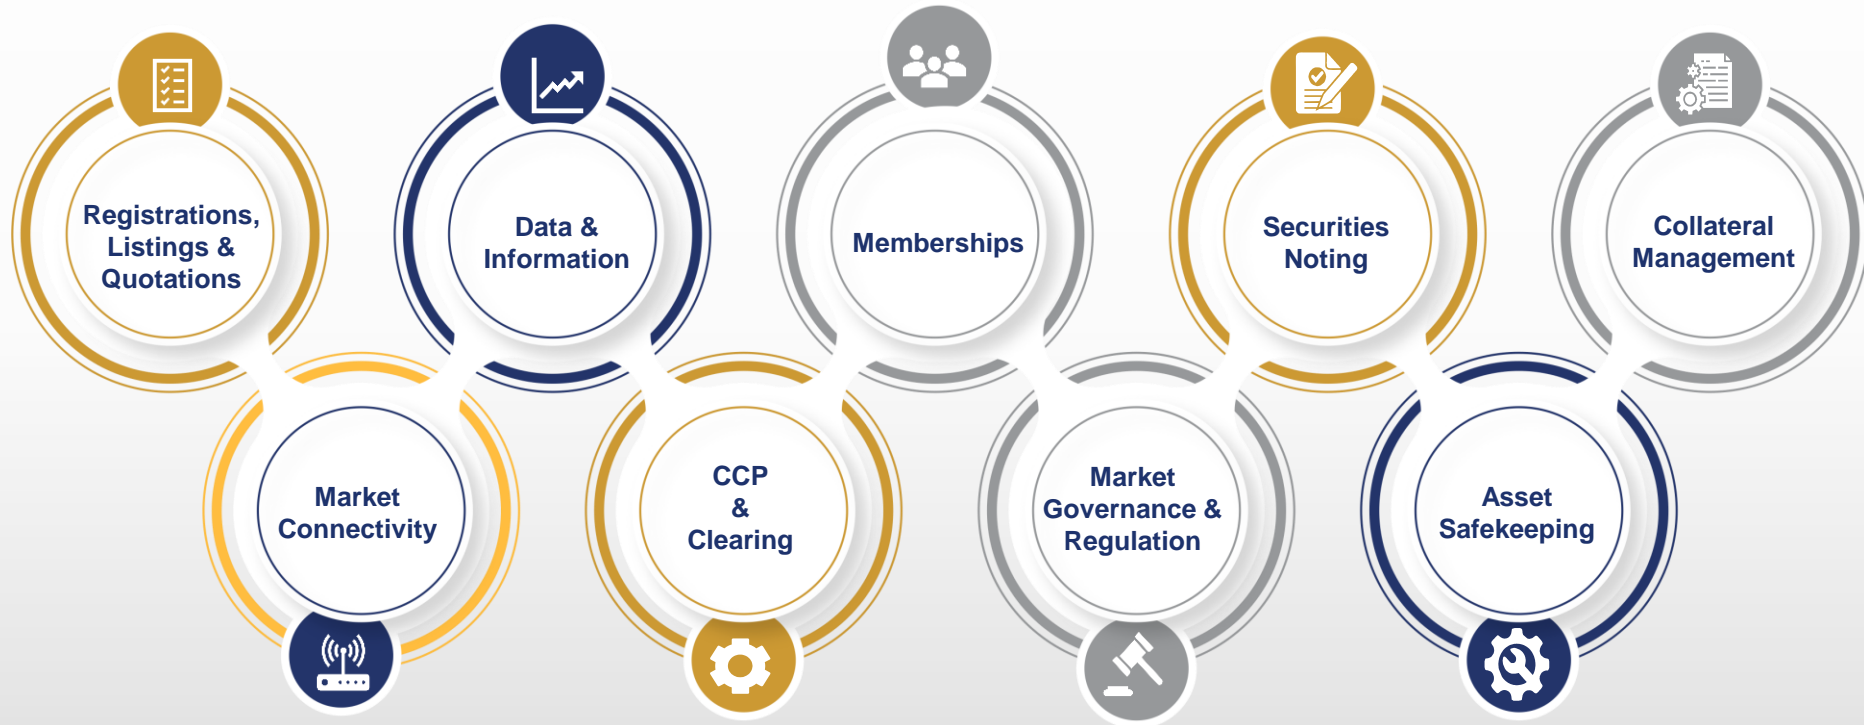 Registrations,
Listings &
Quotations
Data &
Information
Memberships
Securities
Noting
Collateral
Management
Market
Connectivity
CCP
&
Clearing
Market
Governance &
Regulation
Asset
Safekeeping